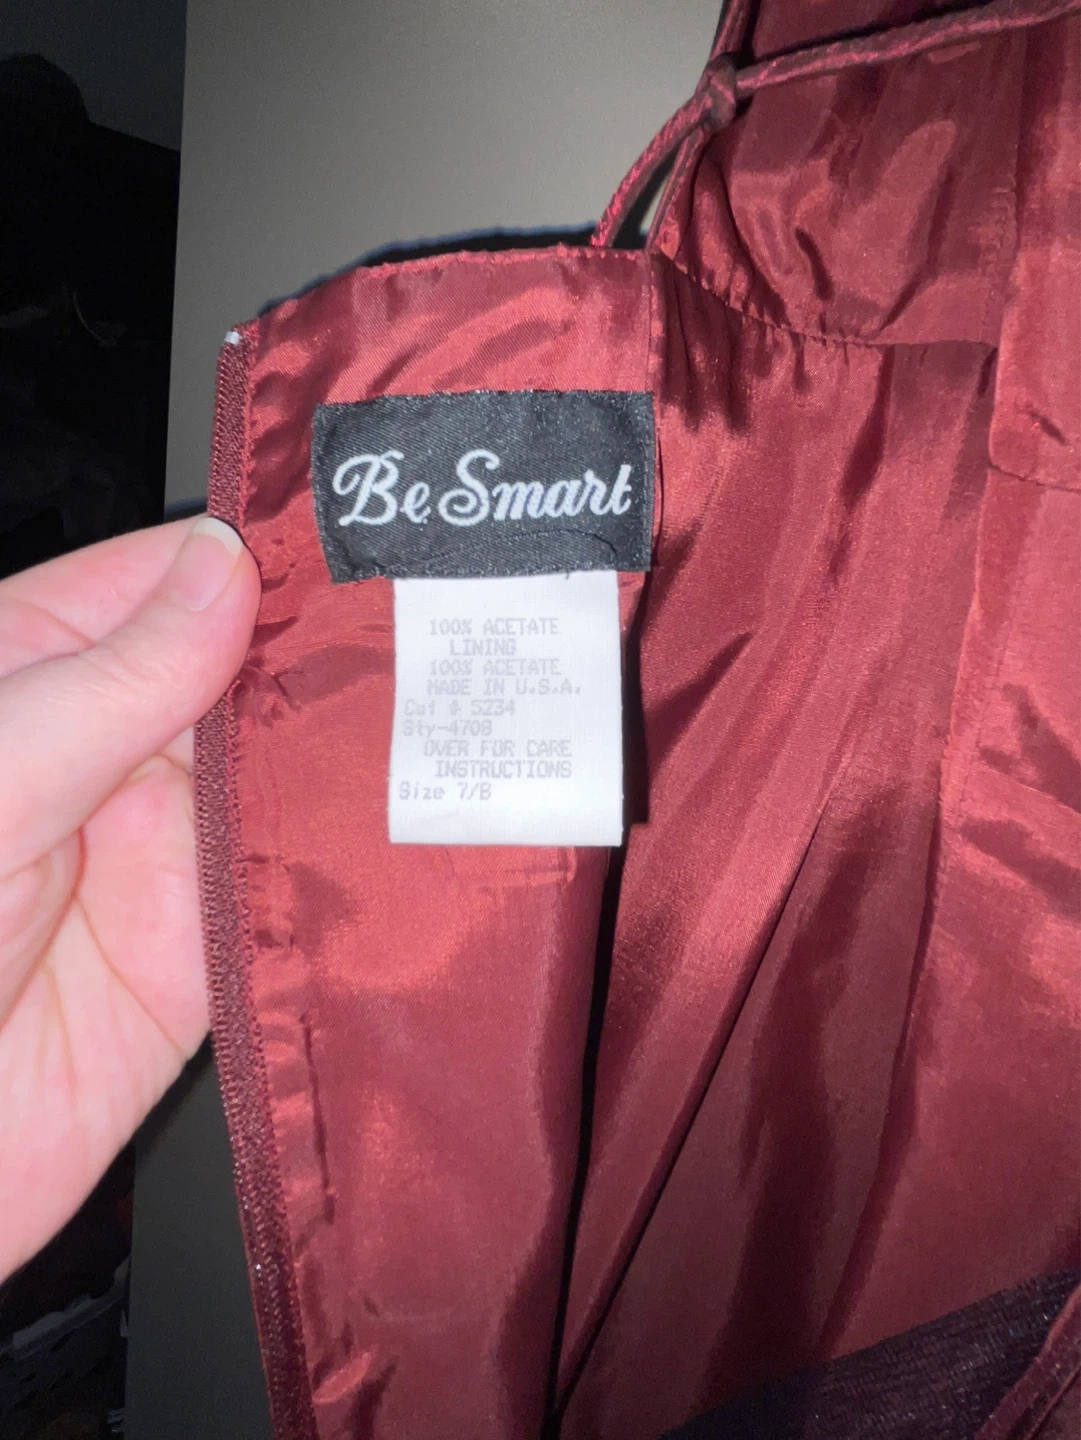 Be Smart
100% ACETATE
LINING
100% ACETATE
MADE IN U.S.A.
Cut # 5234
Sty-4708
OVER FOR CARE
INSTRUCTIONS
Size 7/8